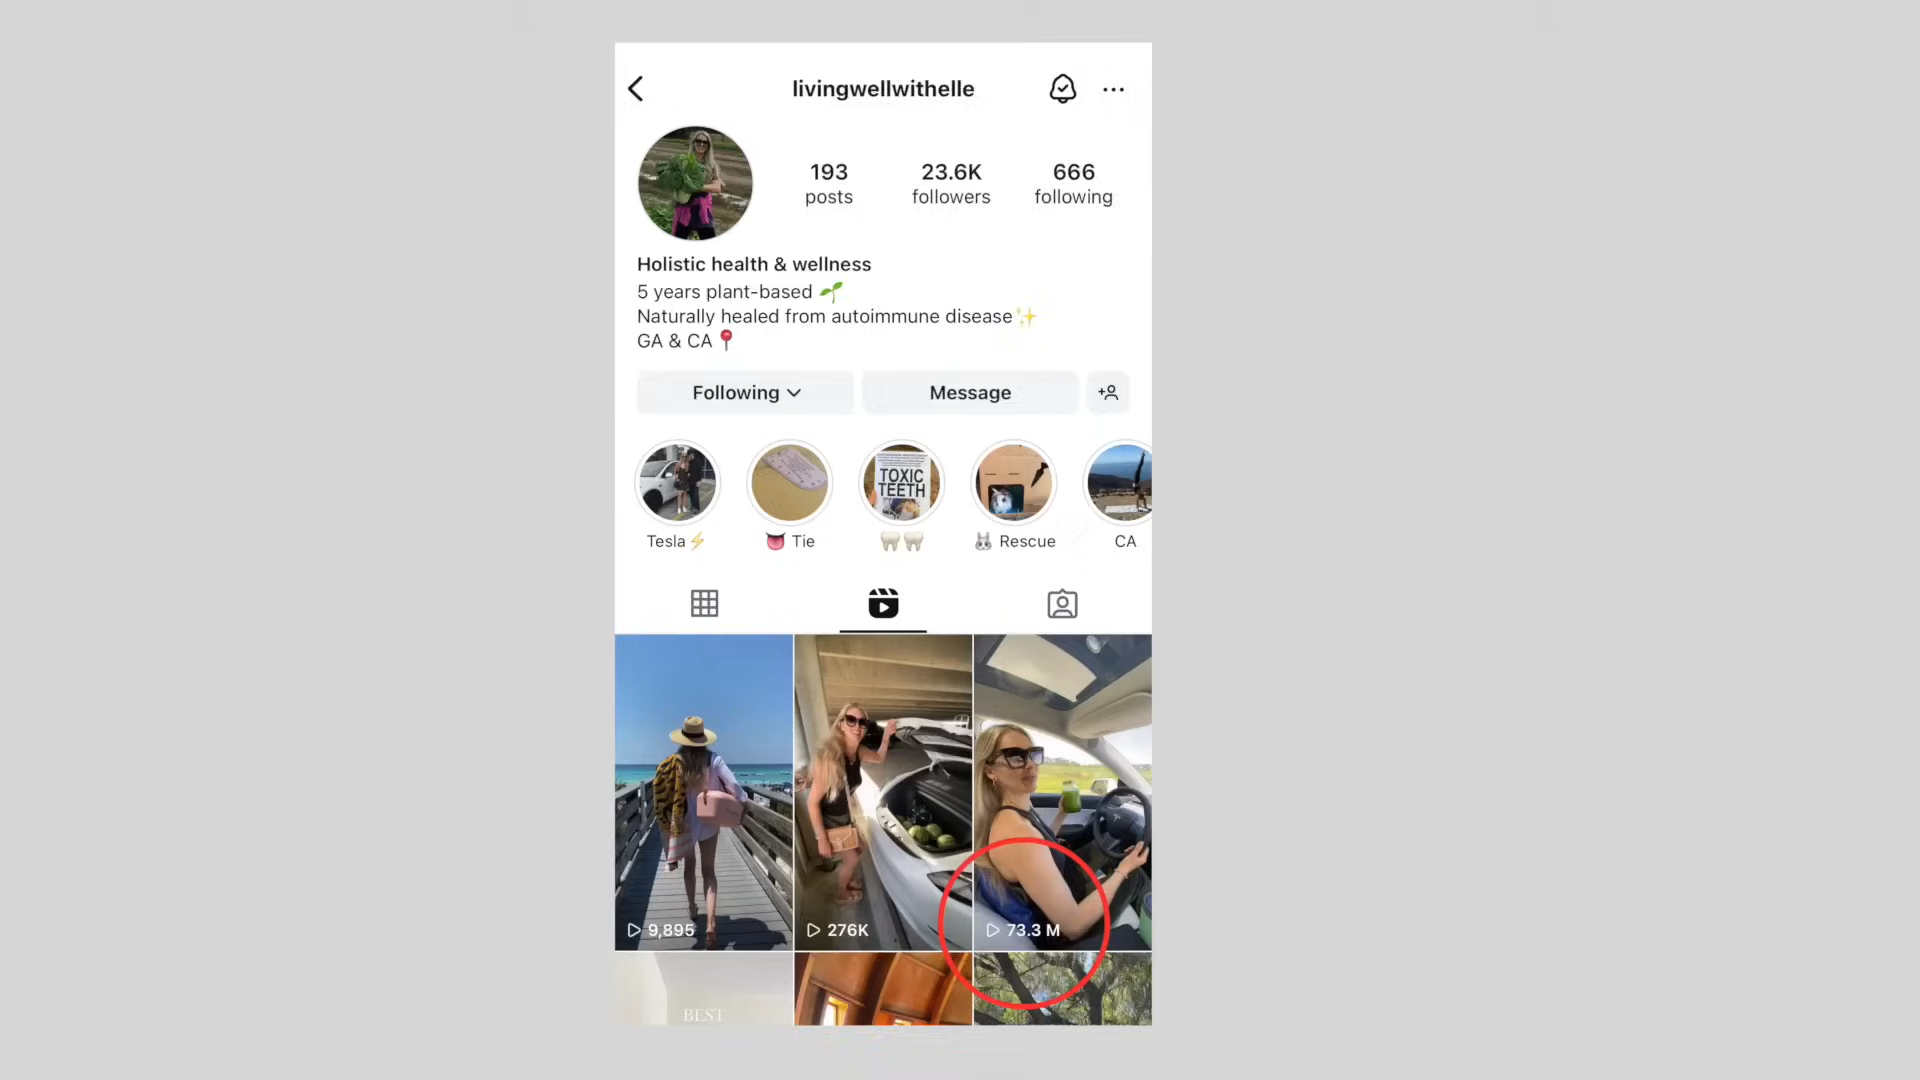 livingwellwithelle
193
posts
23.6K
followers
666
following
Holistic health & wellness
5 years plant-based 🌱
Naturally healed from autoimmune disease✨
GA & CA📍
Following
Message
TOXIC
TEETH
Tesla⚡
👅 Tie
🦷🦷
🐰 Rescue
CA
9,895
276K
73.3 M
BEST